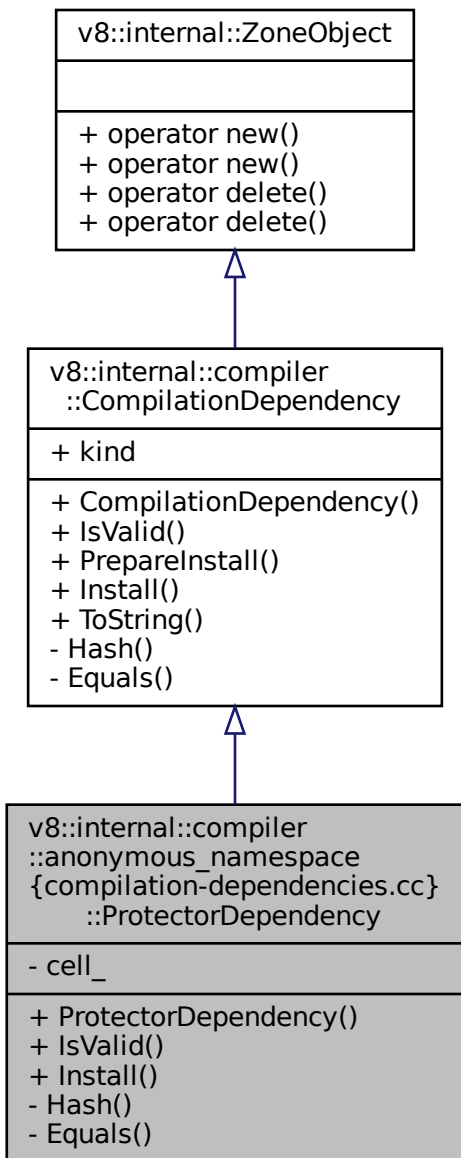 v8::internal::ZoneObject
+ operator new()
+ operator new()
+ operator delete()
+ operator delete()
v8::internal::compiler
::CompilationDependency
+ kind
+ CompilationDependency()
+ IsValid()
+ PrepareInstall()
+ Install()
+ ToString()
- Hash()
- Equals()
v8::internal::compiler
::anonymous_namespace
{compilation-dependencies.cc}
::ProtectorDependency
- cell_
+ ProtectorDependency()
+ IsValid()
+ Install()
- Hash()
- Equals()